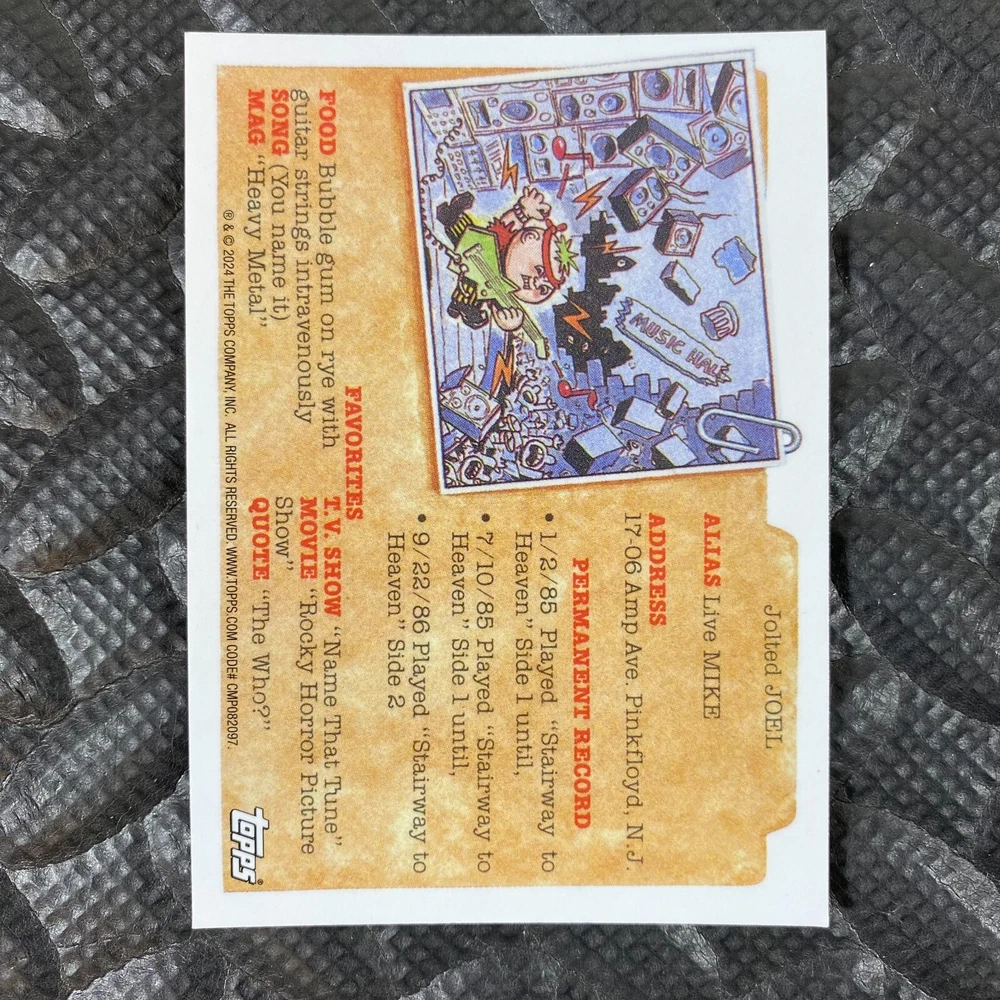 Jolted JOEL
ALIAS Live MIKE
ADDRESS
17-06 Amp Ave. Pinkfloyd, N.J.
PERMANENT RECORD
• 1/2/85 Played "Stairway to
Heaven" Side 1 until,
• 7/10/85 Played "Stairway to
Heaven" Side 1 until,
• 9/22/86 Played "Stairway to
Heaven" Side 2
MUSIC HALL
FAVORITES
FOOD Bubble gum on rye with
guitar strings intravenously
SONG (You name it)
MAG "Heavy Metal"
T.V. SHOW "Name That Tune"
MOVIE "Rocky Horror Picture
Show"
QUOTE "The Who?"
® & © 2024 THE TOPPS COMPANY, INC. ALL RIGHTS RESERVED. WWW.TOPPS.COM CODE# CMP082097.
topps®